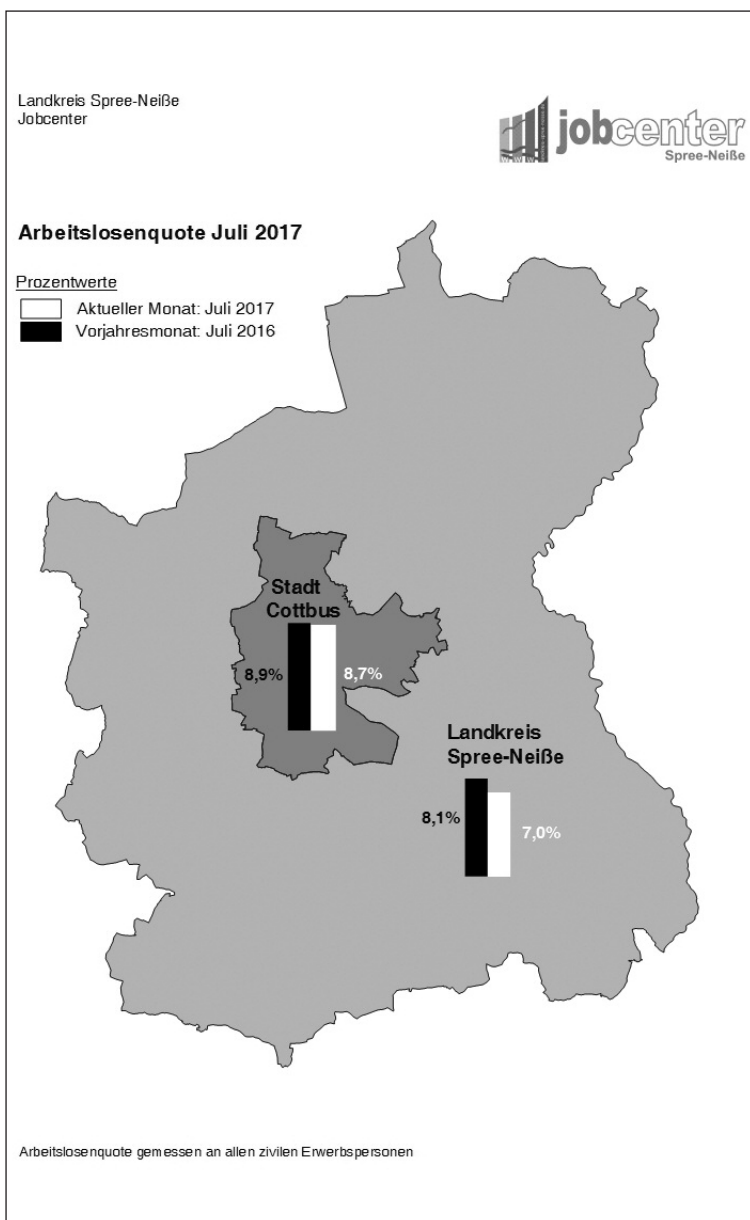 Landkreis Spree-Neiße
Jobcenter
jobcenter
Spree-Neiße
Arbeitslosenquote Juli 2017
Prozentwerte
Aktueller Monat: Juli 2017
Vorjahresmonat: Juli 2016
Stadt
Cottbus
8,9%
8,7%
Landkreis
Spree-Neiße
8,1%
7,0%
Arbeitslosenquote gemessen an allen zivilen Erwerbspersonen